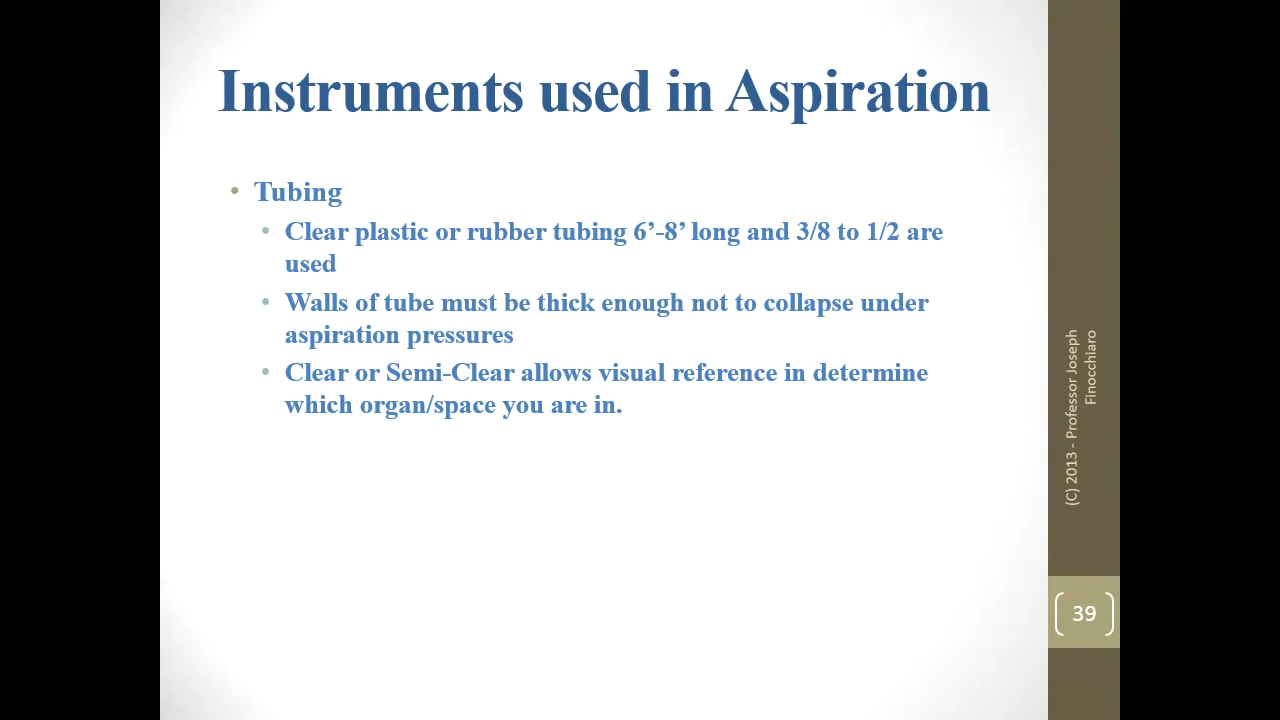 Instruments used in Aspiration
• Tubing
• Clear plastic or rubber tubing 6’-8’ long and 3/8 to 1/2 are
used
• Walls of tube must be thick enough not to collapse under
aspiration pressures
• Clear or Semi-Clear allows visual reference in determine
which organ/space you are in.
(C) 2013 - Professor Joseph
Finocchiaro
39